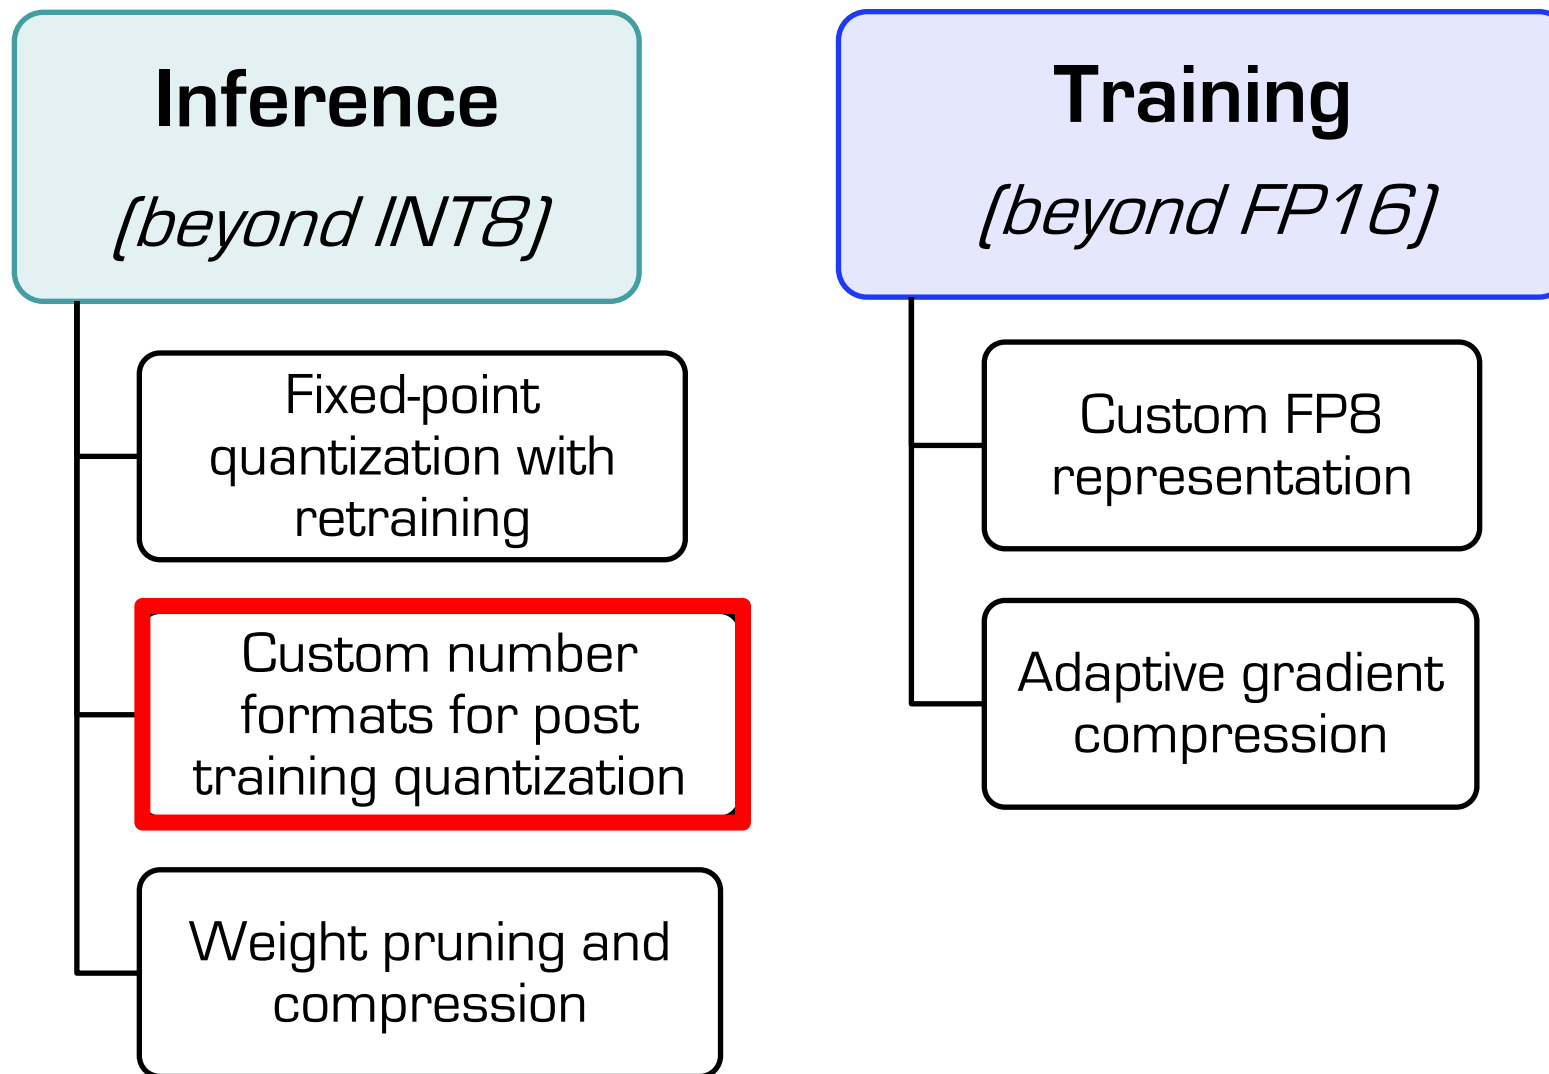 Inference
(beyond INT8)
Fixed-point
quantization with
retraining
Custom number
formats for post
training quantization
Weight pruning and
compression
Training
(beyond FP16)
Custom FP8
representation
Adaptive gradient
compression